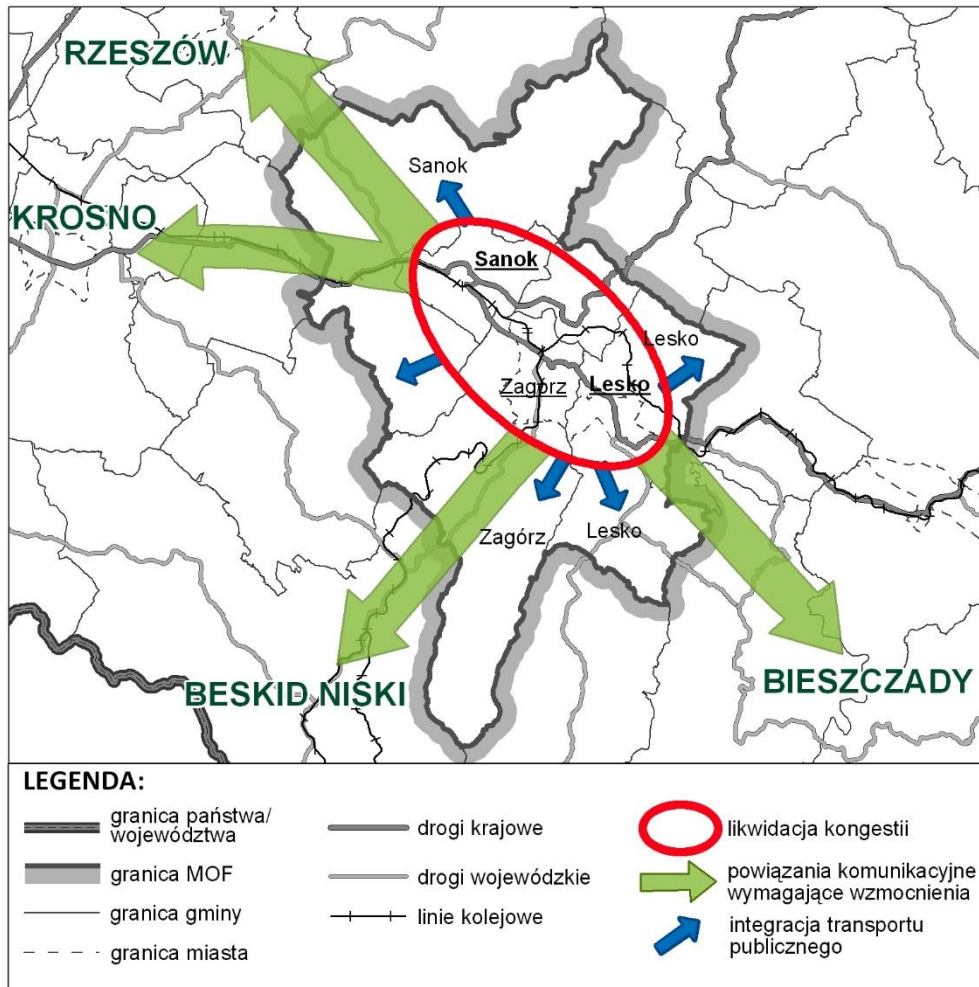 RZESZÓW
KROSNO
Sanok
Sanok
Lesko
Zagórz
Lesko
Zagórz
Lesko
BESKID NISKI
BIESZCZADY
LEGENDA:
granica państwa/
województwa
granica MOF
granica gminy
granica miasta
drogi krajowe
drogi wojewódzkie
linie kolejowe
likwidacja kongestii
powiązania komunikacyjne
wymagające wzmocnienia
integracja transportu
publicznego